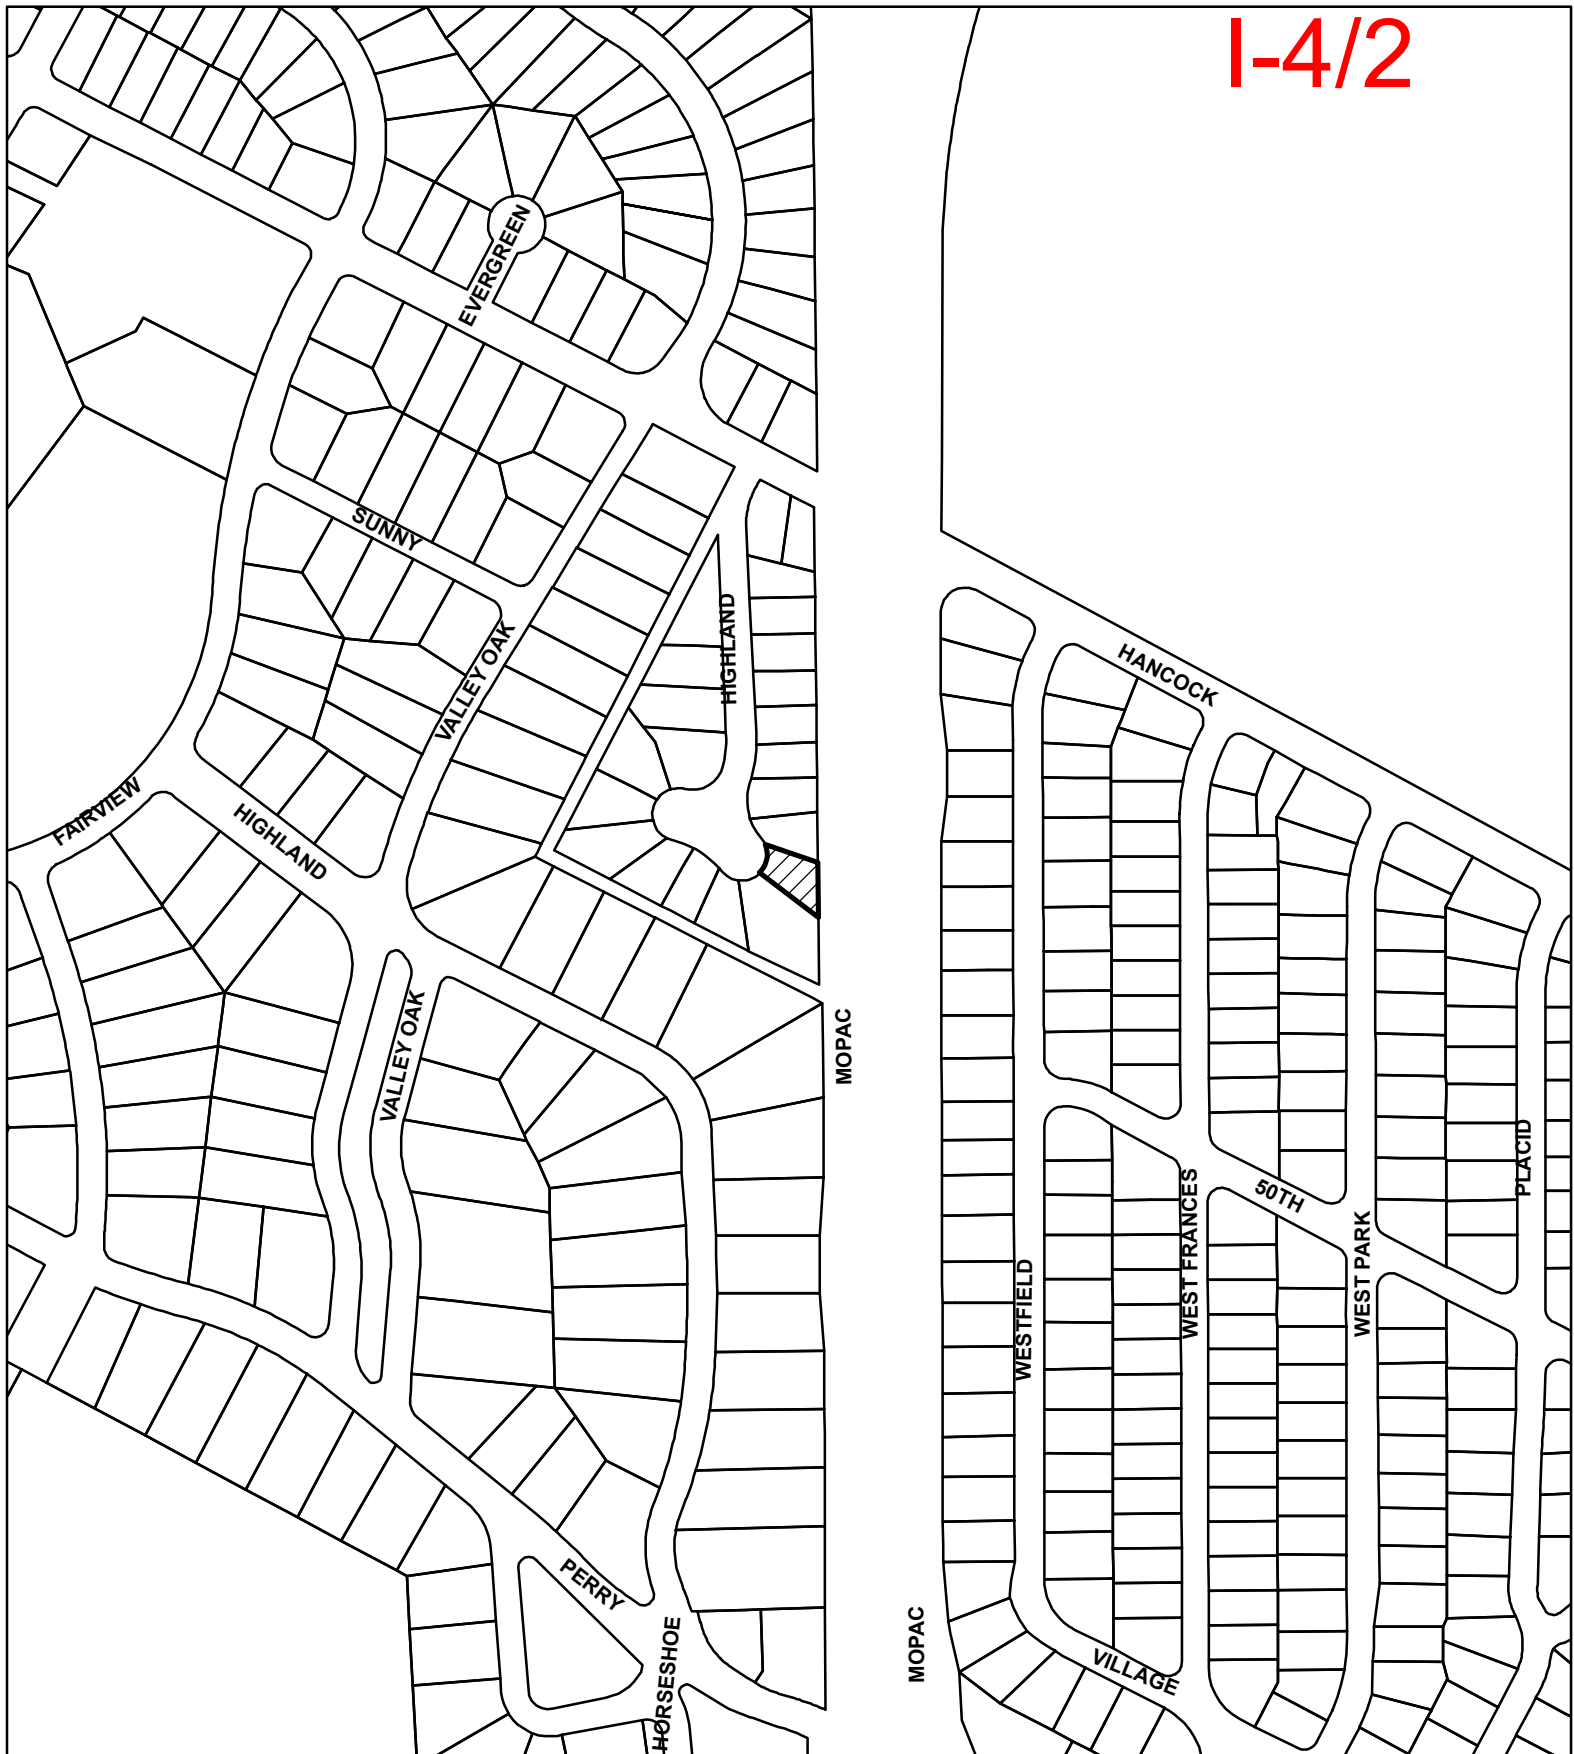 I-4/2
EVERGREEN
SUNNY
HIGHLAND
VALLEY OAK
HANCOCK
FAIRVIEW
HIGHLAND
VALLEY OAK
MOPAC
PLACID
50TH
WEST FRANCES
WEST PARK
WESTFIELD
PERRY
HORSESHOE
MOPAC
VILLAGE